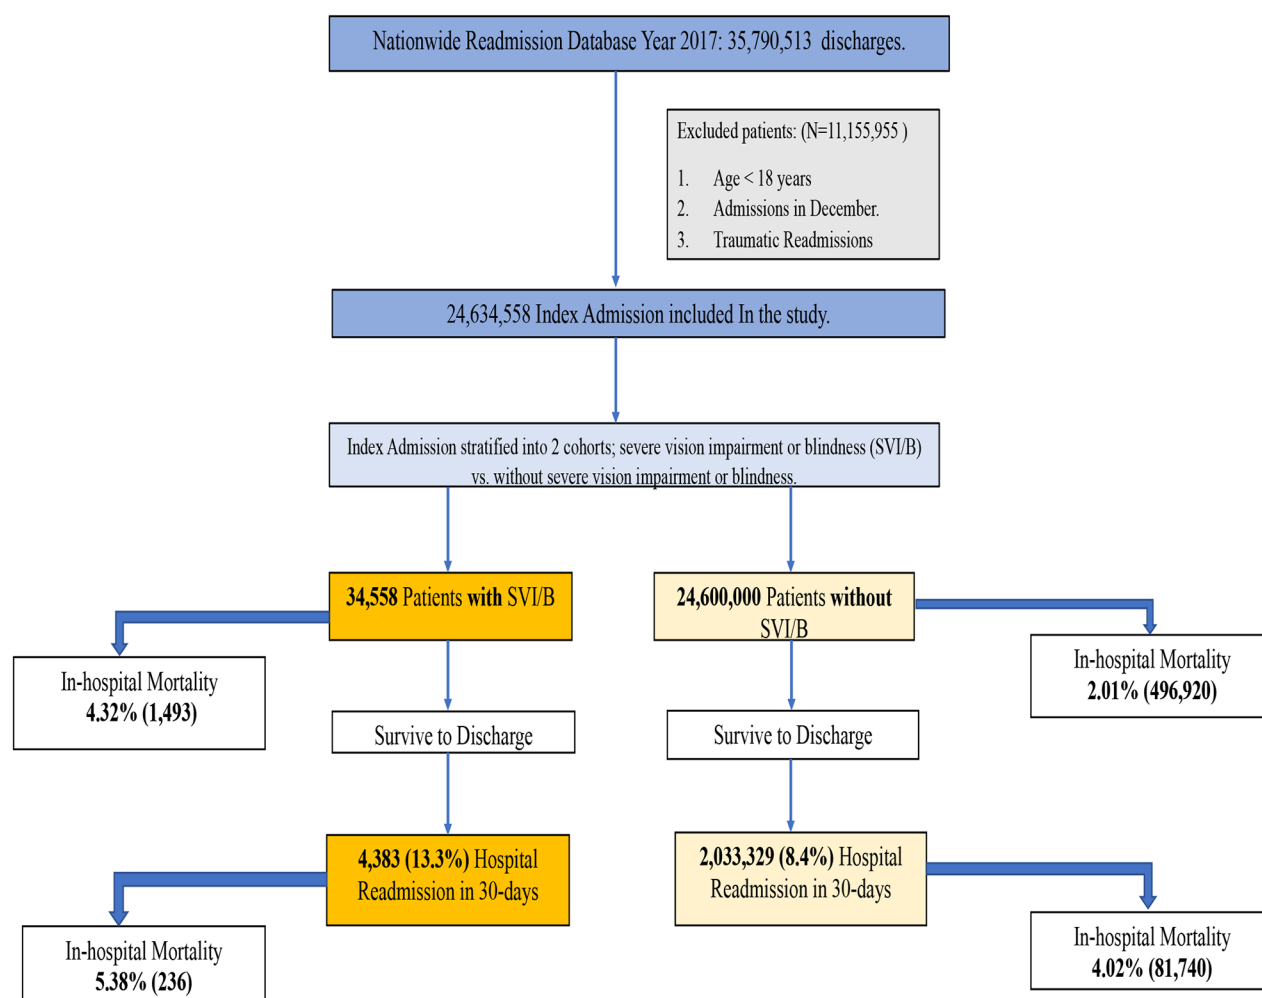 Nationwide Readmission Database Year 2017: 35,790,513 discharges.
Excluded patients: (N=11,155,955 )
1. Age < 18 years
2. Admissions in December.
3. Traumatic Readmissions
24,634,558 Index Admission included In the study.
Index Admission stratified into 2 cohorts; severe vision impairment or blindness (SVI/B)
vs. without severe vision impairment or blindness.
34,558 Patients with SVI/B
24,600,000 Patients without
SVI/B
In-hospital Mortality
4.32% (1,493)
In-hospital Mortality
2.01% (496,920)
Survive to Discharge
Survive to Discharge
4,383 (13.3%) Hospital
Readmission in 30-days
2,033,329 (8.4%) Hospital
Readmission in 30-days
In-hospital Mortality
5.38% (236)
In-hospital Mortality
4.02% (81,740)